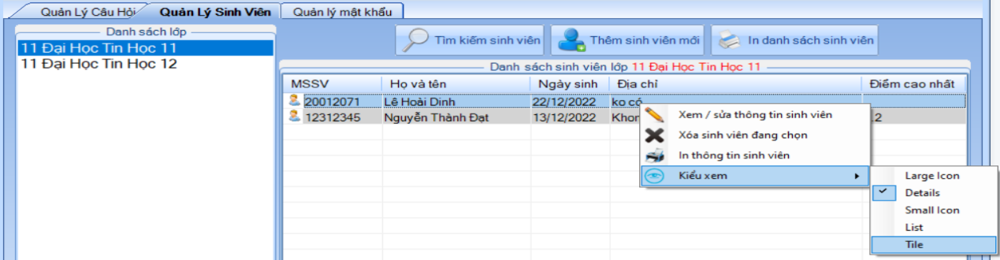 Quản Lý Câu Hỏi
Quản Lý Sinh Viên
Quản lý mật khẩu
Danh sách lớp
11 Đại Học Tin Học 11
11 Đại Học Tin Học 12
Tìm kiếm sinh viên
Thêm sinh viên mới
In danh sách sinh viên
Danh sách sinh viên lớp 11 Đại Học Tin Học 11
MSSV Họ và tên Ngày sinh Địa chỉ Điểm cao nhất
20012071 Lê Hoài Dinh 22/12/2022 ko có
12312345 Nguyễn Thành Đạt 13/12/2022
Xem / sửa thông tin sinh viên
Xóa sinh viên đang chọn
In thông tin sinh viên
Kiểu xem
Large Icon
Details
Small Icon
List
Tile